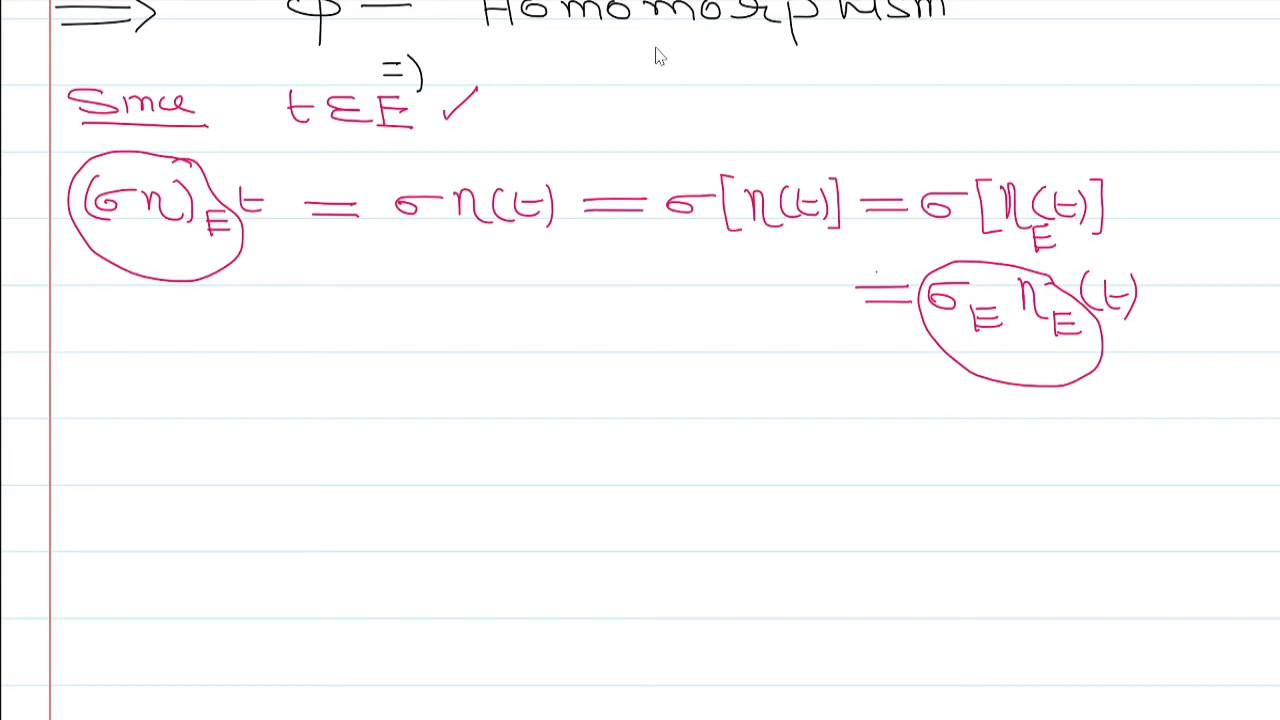 ⟹ φ — Homomorphism
⇒)
Since t ∈ E ✓
(ση)_E t = ση(t) = σ[η(t)] = σ[η_E(t)]
= σ_E η_E (t)